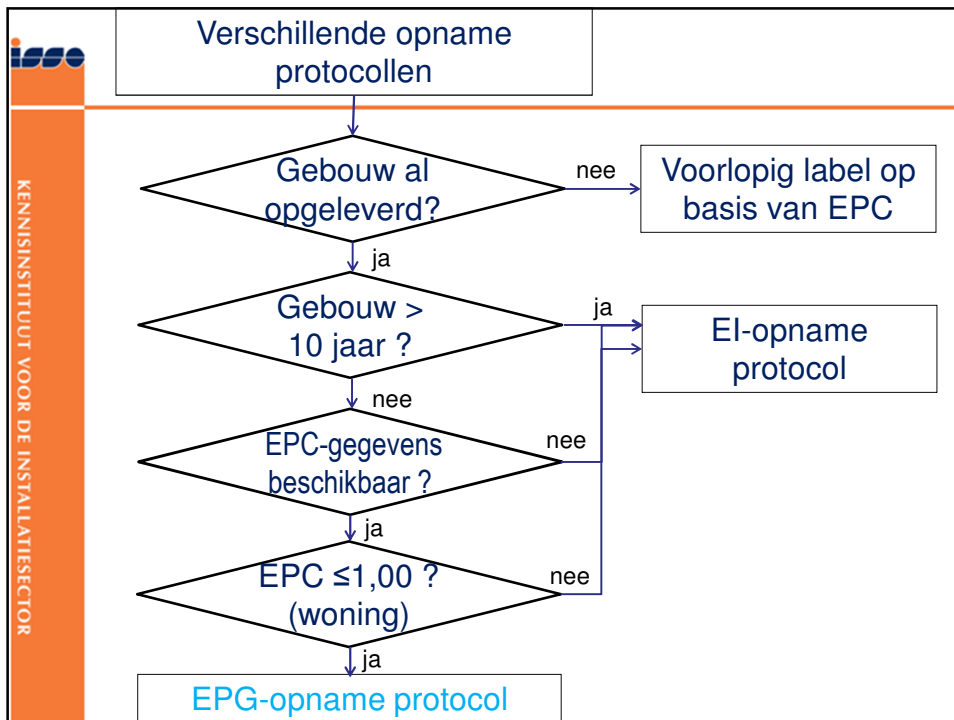 Verschillende opname
protocollen
isso
KENNISINSTITUUT VOOR DE INSTALLATIESECTOR
Gebouw al
opgeleverd?
nee
Voorlopig label op
basis van EPC
ja
Gebouw >
10 jaar ?
ja
EI-opname
protocol
nee
EPC-gegevens
beschikbaar ?
nee
ja
EPC ≤1,00 ?
(woning)
nee
ja
EPG-opname protocol